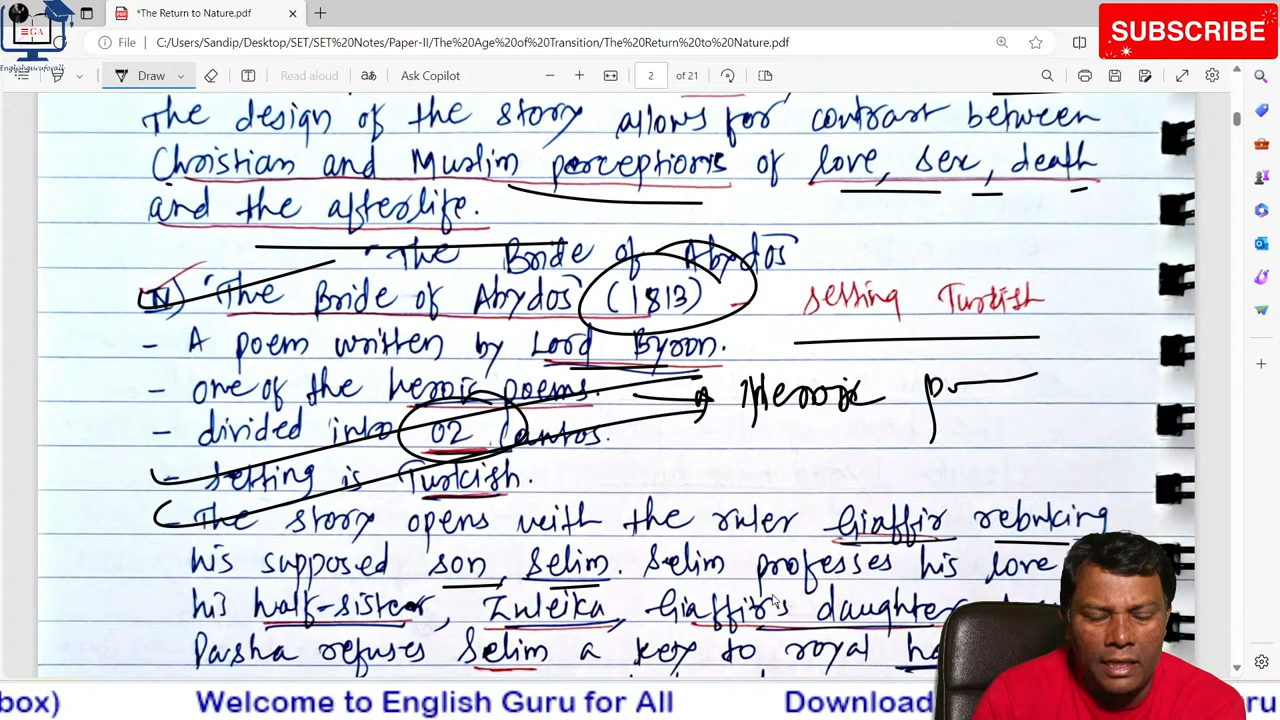 *The Return to Nature.pdf
SUBSCRIBE
EGA
Englishguruforall
File
C:/Users/Sandip/Desktop/SET/SET%20Notes/Paper-II/The%20Age%20of%20Transition/The%20Return%20to%20Nature.pdf
Draw
Read aloud
Ask Copilot
2
of 21
The design of the story allows for contrast between
Christian and Muslim perceptions of love, sex, death
and the afterlife.
"The Bride of Abydos
"The Bride of Abydos" (1813)
setting Turkish
- A poem written by Lord Byron.
- one of the heroic poems.
Heroic
- divided into 02 Cantos.
- setting is Turkish.
- The story opens with the ruler Giaffir rebuking
his supposed son, Selim. Selim professes his love
his half-sister, Zuleika, Giaffir's daughter
Pasha refuses Selim a key to royal
box)
Welcome to English Guru for All
Download
uru